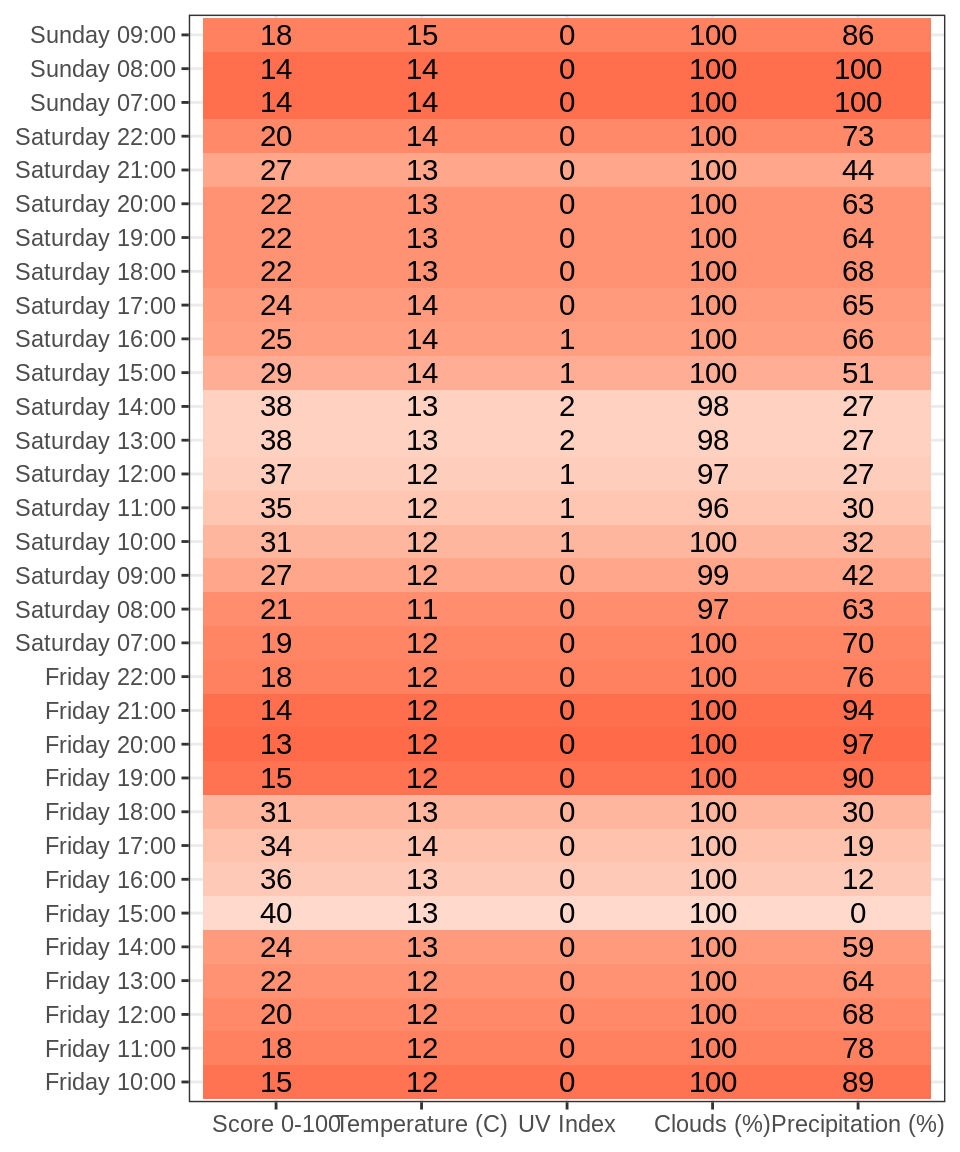 Sunday 09:00 18 15 0 100 86
Sunday 08:00 14 14 0 100 100
Sunday 07:00 14 14 0 100 100
Saturday 22:00 20 14 0 100 73
Saturday 21:00 27 13 0 100 44
Saturday 20:00 22 13 0 100 63
Saturday 19:00 22 13 0 100 64
Saturday 18:00 22 13 0 100 68
Saturday 17:00 24 14 0 100 65
Saturday 16:00 25 14 1 100 66
Saturday 15:00 29 14 1 100 51
Saturday 14:00 38 13 2 98 27
Saturday 13:00 38 13 2 98 27
Saturday 12:00 37 12 1 97 27
Saturday 11:00 35 12 1 96 30
Saturday 10:00 31 12 1 100 32
Saturday 09:00 27 12 0 99 42
Saturday 08:00 21 11 0 97 63
Saturday 07:00 19 12 0 100 70
Friday 22:00 18 12 0 100 76
Friday 21:00 14 12 0 100 94
Friday 20:00 13 12 0 100 97
Friday 19:00 15 12 0 100 90
Friday 18:00 31 13 0 100 30
Friday 17:00 34 14 0 100 19
Friday 16:00 36 13 0 100 12
Friday 15:00 40 13 0 100 0
Friday 14:00 24 13 0 100 59
Friday 13:00 22 12 0 100 64
Friday 12:00 20 12 0 100 68
Friday 11:00 18 12 0 100 78
Friday 10:00 15 12 0 100 89
Score 0-100 Temperature (C) UV Index Clouds (%) Precipitation (%)